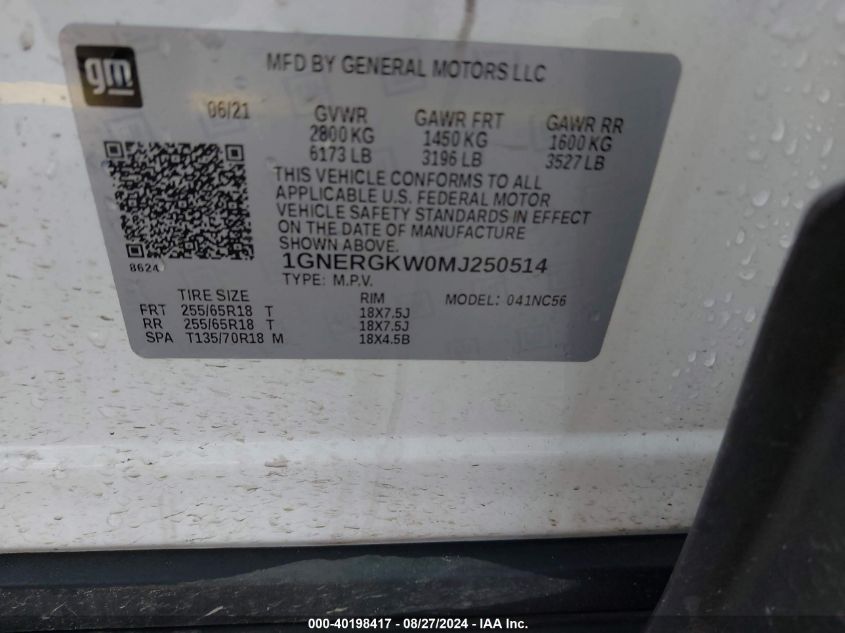 gm
MFD BY GENERAL MOTORS LLC
06/21 GVWR GAWR FRT GAWR RR
2800 KG 1450 KG 1600 KG
6173 LB 3196 LB 3527 LB
THIS VEHICLE CONFORMS TO ALL
APPLICABLE U.S. FEDERAL MOTOR
VEHICLE SAFETY STANDARDS IN EFFECT
ON THE DATE OF MANUFACTURE
SHOWN ABOVE.
8624
1GNERGKW0MJ250514
TYPE: M.P.V.
TIRE SIZE RIM MODEL: 041NC56
FRT 255/65R18 T 18X7.5J
RR 255/65R18 T 18X7.5J
SPA T135/70R18 M 18X4.5B
000-40198417 - 08/27/2024 - IAAI.com